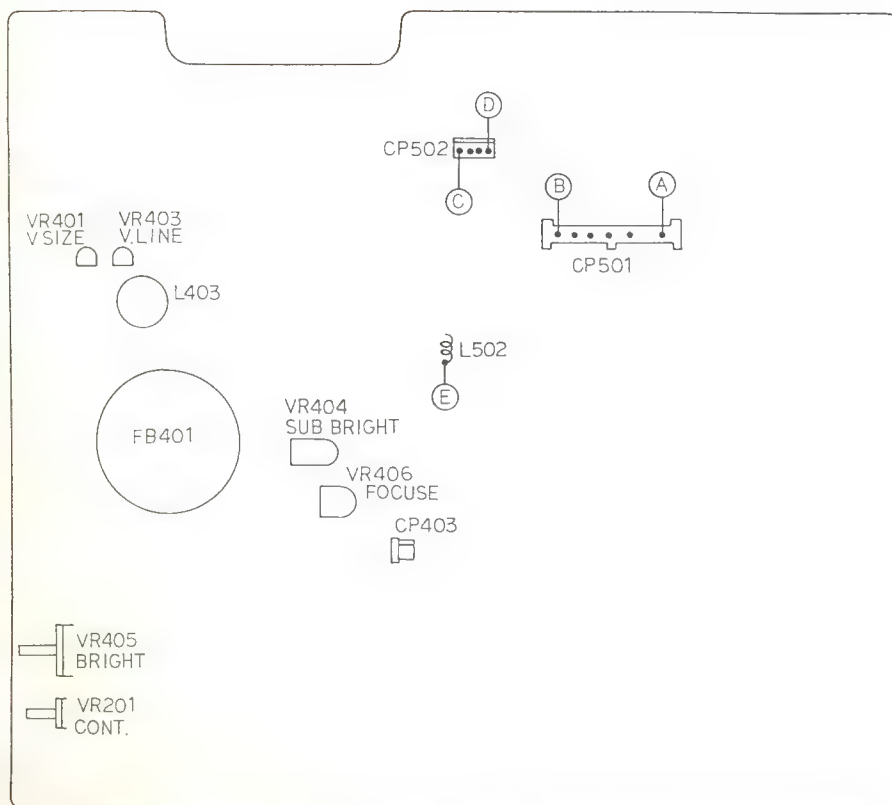 D
CP502
C
B
A
CP501
VR401
V SIZE
VR403
V.LINE
L403
L502
E
FB401
VR404
SUB BRIGHT
VR406
FOCUSE
CP403
VR405
BRIGHT
VR201
CONT.